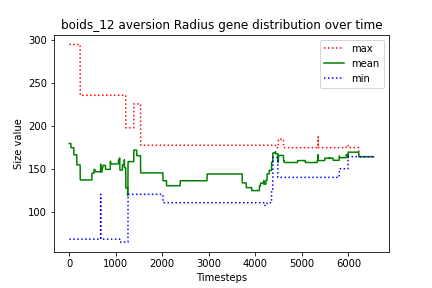 boids_12 aversion Radius gene distribution over time
300
250
200
150
100
Size value
max
mean
min
0
1000
2000
3000
4000
5000
6000
Timesteps